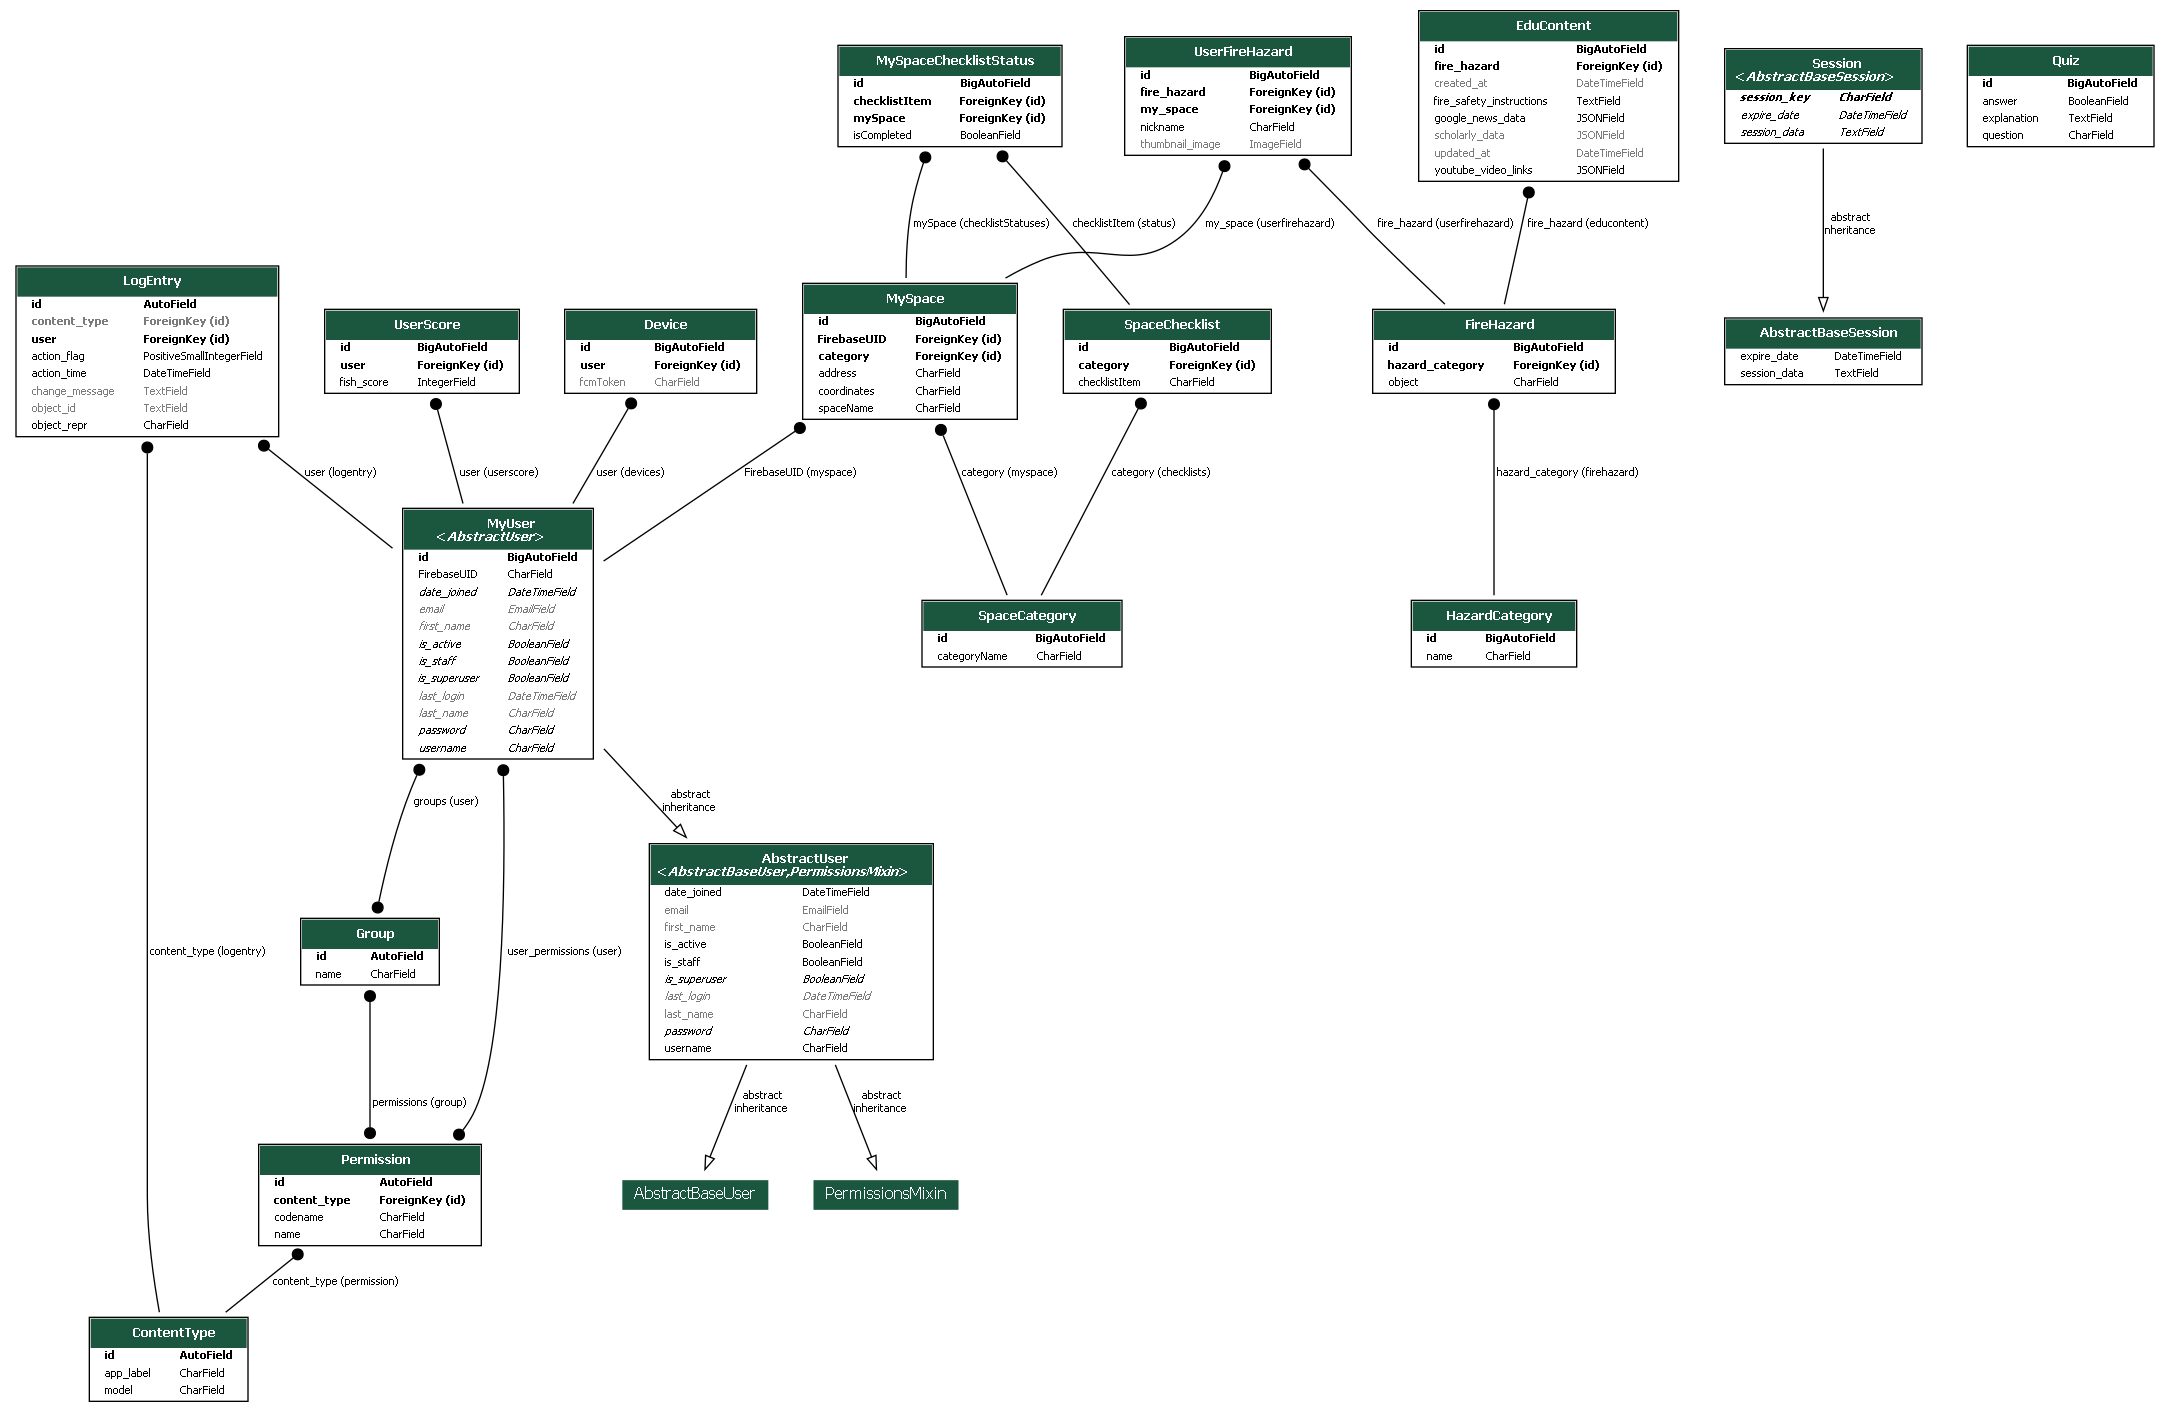 MySpaceChecklistStatus
id BigAutoField
checklistItem ForeignKey (id)
mySpace ForeignKey (id)
isCompleted BooleanField
UserFireHazard
id BigAutoField
fire_hazard ForeignKey (id)
my_space ForeignKey (id)
nickname CharField
thumbnail_image ImageField
EduContent
id BigAutoField
fire_hazard ForeignKey (id)
created_at DateTimeField
fire_safety_instructions TextField
google_news_data JSONField
scholarly_data JSONField
updated_at DateTimeField
youtube_video_links JSONField
Session
<AbstractBaseSession>
session_key CharField
expire_date DateTimeField
session_data TextField
Quiz
id BigAutoField
answer BooleanField
explanation TextField
question CharField
mySpace (checklistStatuses)
checklistItem (status)
my_space (userfirehazard)
fire_hazard (userfirehazard)
fire_hazard (educontent)
abstract
inheritance
LogEntry
id AutoField
content_type ForeignKey (id)
user ForeignKey (id)
action_flag PositiveSmallIntegerField
action_time DateTimeField
change_message TextField
object_id TextField
object_repr CharField
UserScore
id BigAutoField
user ForeignKey (id)
fish_score IntegerField
Device
id BigAutoField
user ForeignKey (id)
fcmToken CharField
MySpace
id BigAutoField
FirebaseUID ForeignKey (id)
category ForeignKey (id)
address CharField
coordinates CharField
spaceName CharField
SpaceChecklist
id BigAutoField
category ForeignKey (id)
checklistItem CharField
FireHazard
id BigAutoField
hazard_category ForeignKey (id)
object CharField
AbstractBaseSession
expire_date DateTimeField
session_data TextField
user (logentry)
user (userscore)
user (devices)
FirebaseUID (myspace)
category (myspace)
category (checklists)
hazard_category (firehazard)
MyUser
<AbstractUser>
id BigAutoField
FirebaseUID CharField
date_joined DateTimeField
email EmailField
first_name CharField
is_active BooleanField
is_staff BooleanField
is_superuser BooleanField
last_login DateTimeField
last_name CharField
password CharField
username CharField
SpaceCategory
id BigAutoField
categoryName CharField
HazardCategory
id BigAutoField
name CharField
groups (user)
abstract
inheritance
AbstractUser
<AbstractBaseUser,PermissionsMixin>
date_joined DateTimeField
email EmailField
first_name CharField
is_active BooleanField
is_staff BooleanField
is_superuser BooleanField
last_login DateTimeField
last_name CharField
password CharField
username CharField
Group
id AutoField
name CharField
content_type (logentry)
user_permissions (user)
permissions (group)
abstract
inheritance
abstract
inheritance
Permission
id AutoField
content_type ForeignKey (id)
codename CharField
name CharField
AbstractBaseUser
PermissionsMixin
content_type (permission)
ContentType
id AutoField
app_label CharField
model CharField